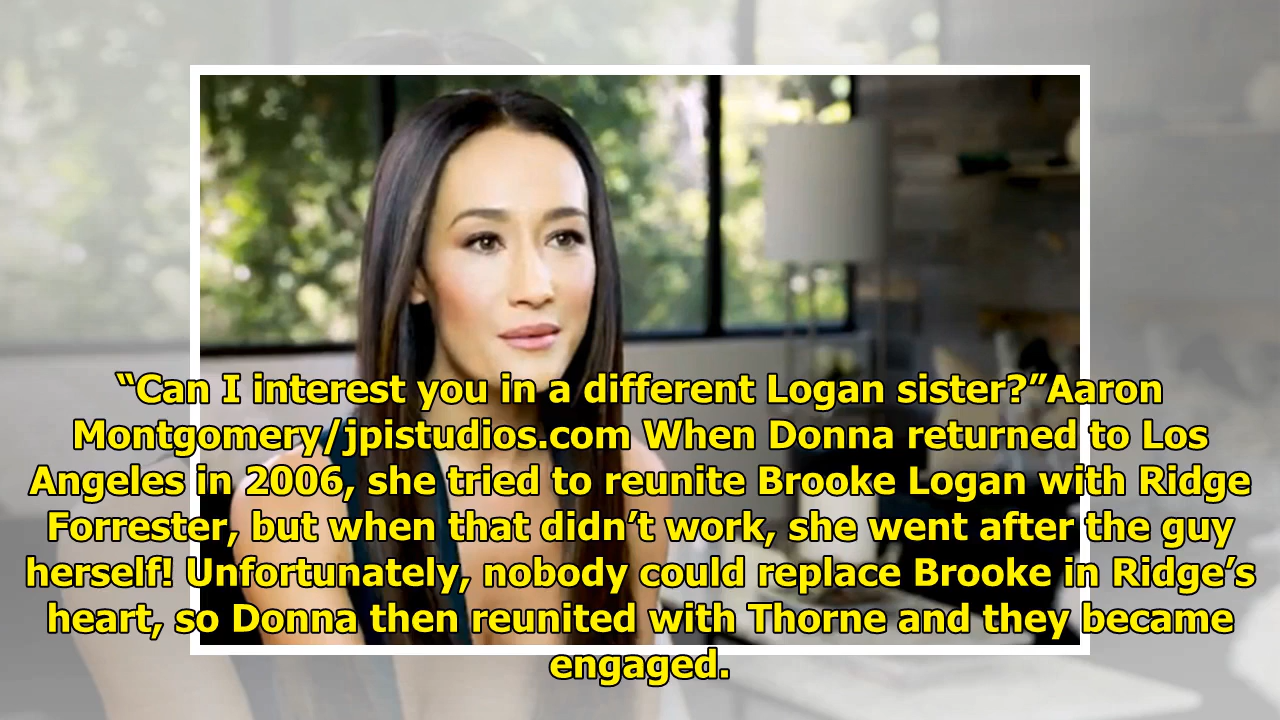 “Can I interest you in a different Logan sister?”Aaron
Montgomery/jpistudios.com When Donna returned to Los
Angeles in 2006, she tried to reunite Brooke Logan with Ridge
Forrester, but when that didn’t work, she went after the guy
herself! Unfortunately, nobody could replace Brooke in Ridge’s
heart, so Donna then reunited with Thorne and they became
engaged.